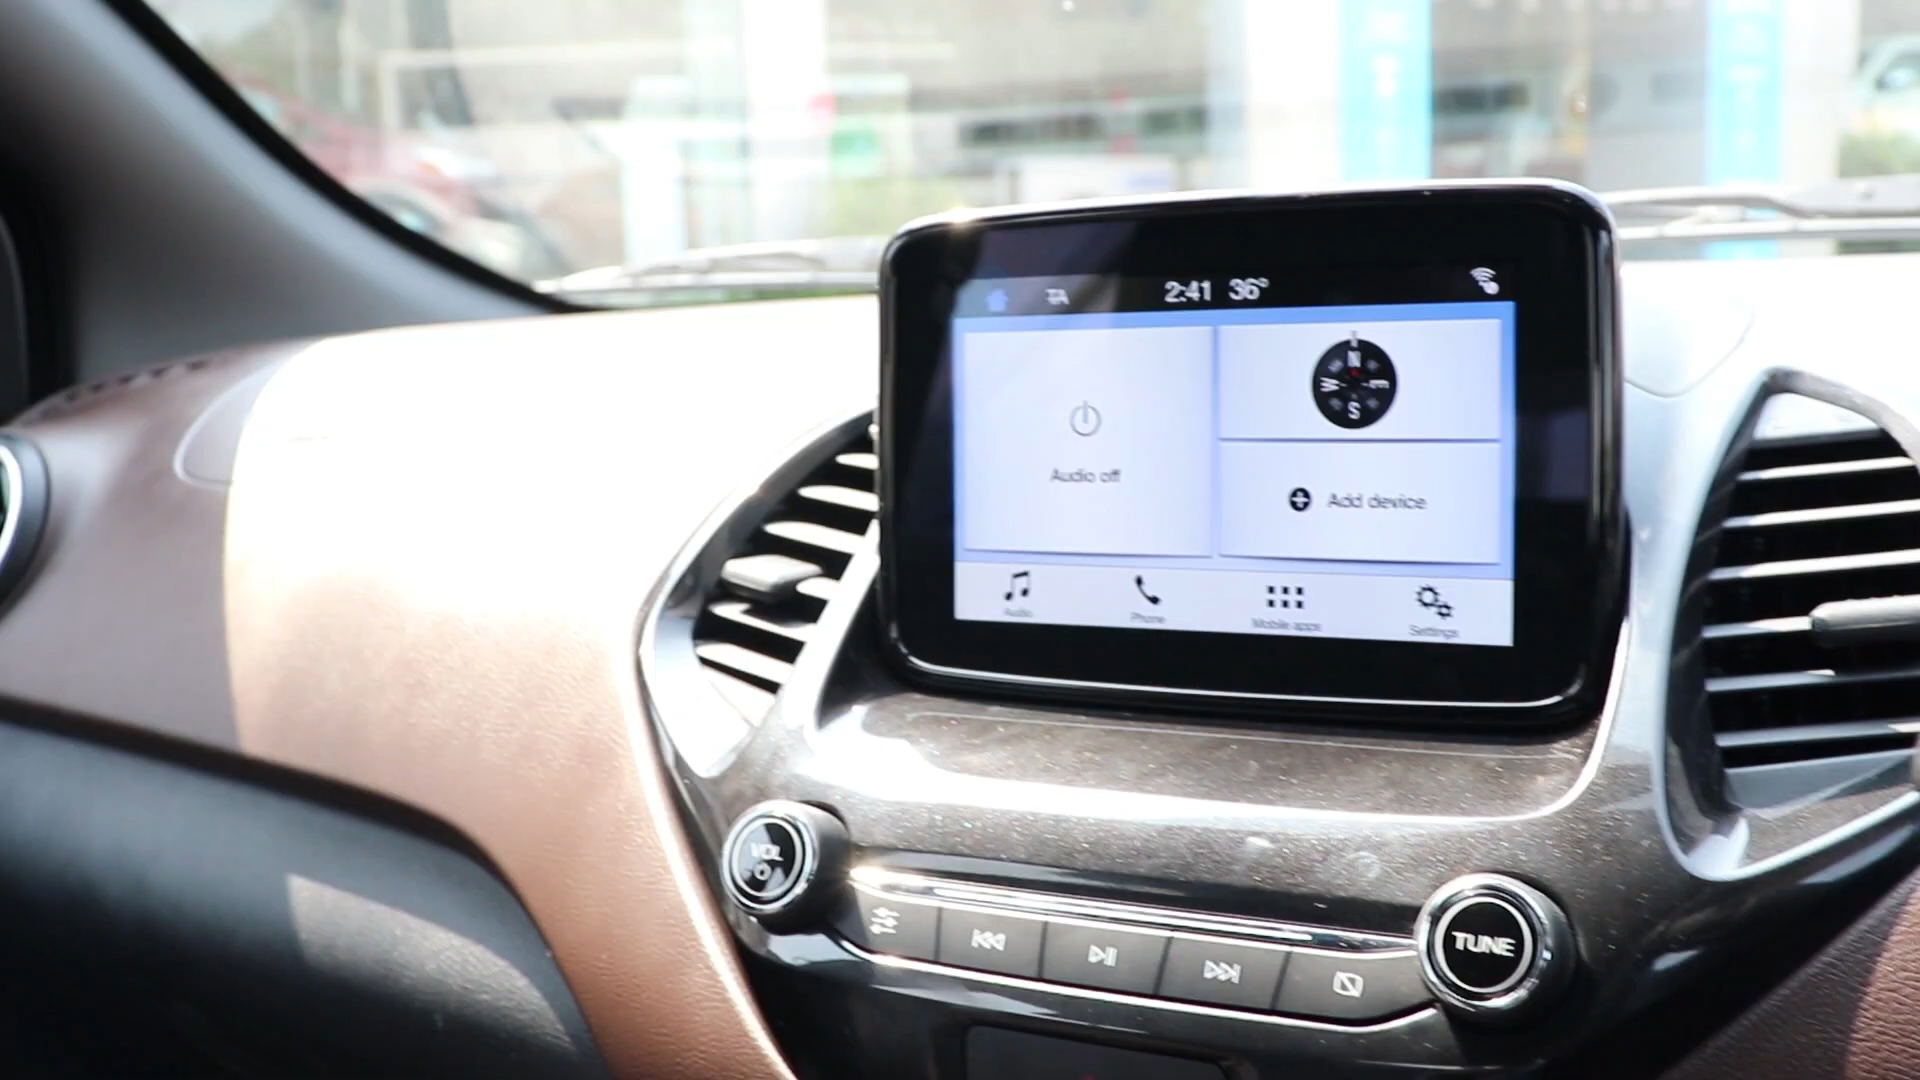 TA 2:41 36°
N
W E
S
Audio off
Add device
Audio Phone Mobile apps Settings
VOL
TUNE